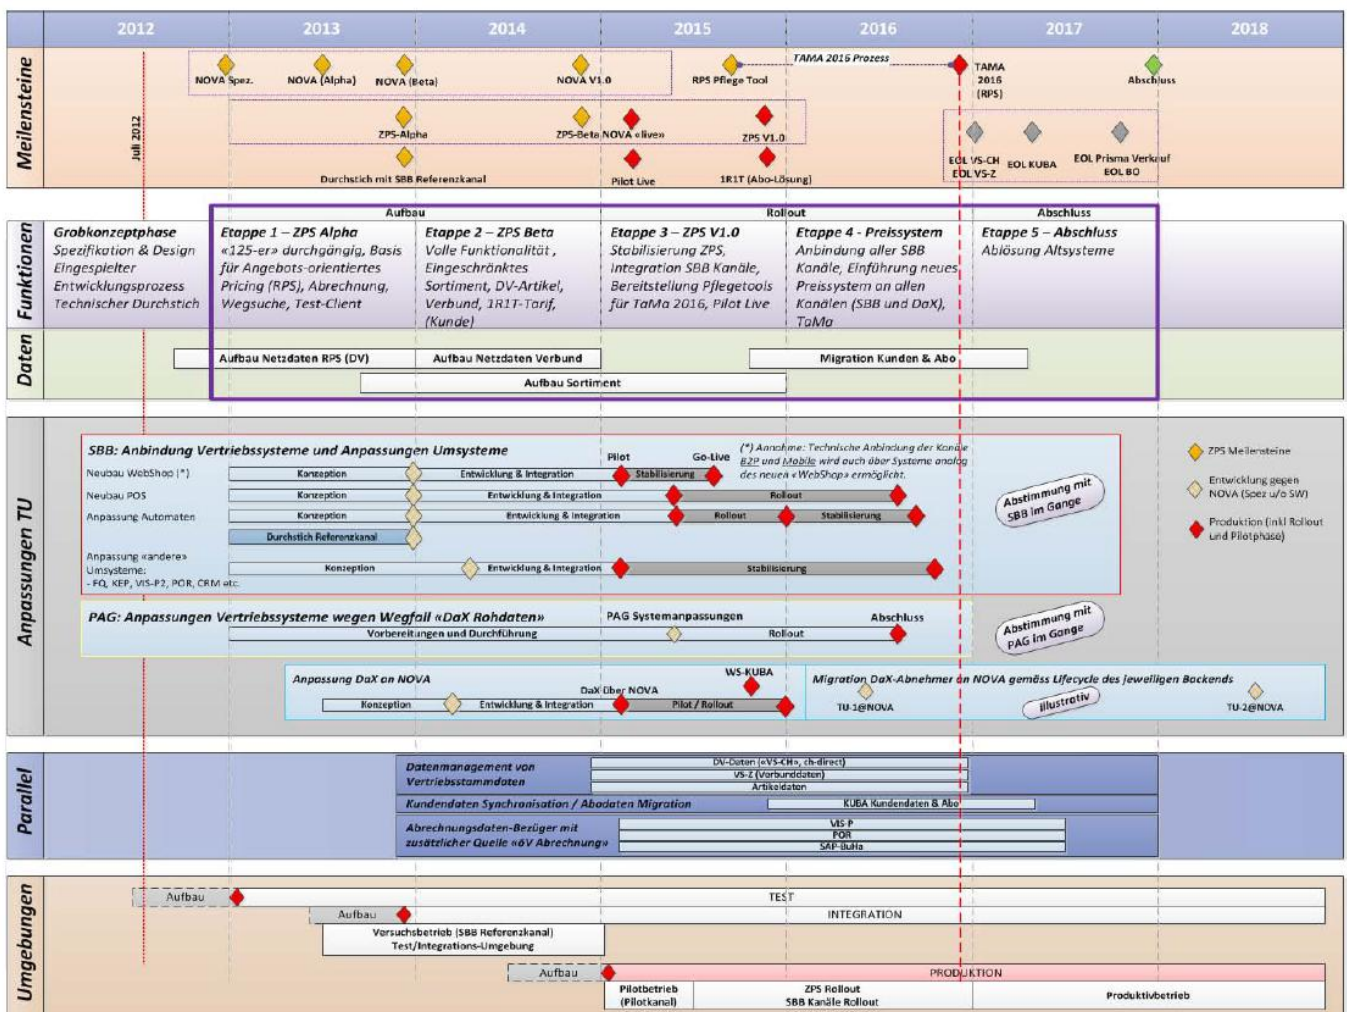 2012 2013 2014 2015 2016 2017 2018
Meilensteine
Juli 2012
NOVA Spez. NOVA (Alpha) NOVA (Beta) NOVA V1.0 RPS Pflege Tool TAMA 2016 Prozess TAMA
2016
(RPS)
Abschluss
ZPS-Alpha ZPS-Beta NOVA «live» ZPS V1.0
Durchstich mit SBB Referenzkanal Pilot Live 1R1T (Abo-Lösung)
EOL VS-CH
EOL VS-Z
EOL KUBA
EOL Prisma Verkauf
EOL BO
Funktionen
Aufbau Rollout Abschluss
Grobkonzeptphase
Spezifikation & Design
Eingespielter
Entwicklungsprozess
Technischer Durchstich
Etappe 1 – ZPS Alpha
«125-er» durchgängig, Basis
für Angebots-orientiertes
Pricing (RPS), Abrechnung,
Wegsuche, Test-Client
Etappe 2 – ZPS Beta
Volle Funktionalität ,
Eingeschränktes
Sortiment, DV-Artikel,
Verbund, 1R1T-Tarif,
(Kunde)
Etappe 3 – ZPS V1.0
Stabilisierung ZPS,
Integration SBB Kanäle,
Bereitstellung Pflegetools
für TaMa 2016, Pilot Live
Etappe 4 - Preissystem
Anbindung aller SBB
Kanäle, Einführung neues
Preissystem an allen
Kanälen (SBB und DaX),
TaMa
Etappe 5 – Abschluss
Ablösung Altsysteme
Daten
Aufbau Netzdaten RPS (DV) Aufbau Netzdaten Verbund Migration Kunden & Abo
Aufbau Sortiment
Anpassungen TU
SBB: Anbindung Vertriebssysteme und Anpassungen Umsysteme
(*) Annahme: Technische Anbindung der Kanäle
B2P und Mobile wird auch über Systeme analog
des neuen «WebShop» ermöglicht.
Pilot Go-Live
Neubau WebShop (*) Konzeption Entwicklung & Integration Stabilisierung
Neubau POS Konzeption Entwicklung & Integration Rollout
Anpassung Automaten Konzeption Entwicklung & Integration Rollout Stabilisierung
Durchstich Referenzkanal
Anpassung «andere»
Umsysteme:
- FQ, KEP, VIS-P2, POR, CRM etc.
Konzeption Entwicklung & Integration Stabilisierung
Abstimmung mit
SBB im Gange
ZPS Meilensteine
Entwicklung gegen
NOVA (Spez u/o SW)
Produktion (inkl Rollout
und Pilotphase)
PAG: Anpassungen Vertriebssysteme wegen Wegfall «DaX Rohdaten»
PAG Systemanpassungen Abschluss
Vorbereitungen und Durchführung Rollout
Abstimmung mit
PAG im Gange
Anpassung DaX an NOVA
WS-KUBA
DaX über NOVA
Konzeption Entwicklung & Integration Pilot / Rollout
Migration DaX-Abnehmer an NOVA gemäss Lifecycle des jeweiligen Backends
TU-1@NOVA Illustrativ TU-2@NOVA
Parallel
Datenmanagement von
Vertriebsstammdaten
DV-Daten («VS-CH», ch-direct)
VS-Z (Verbunddaten)
Artikeldaten
Kundendaten Synchronisation / Abodaten Migration KUBA Kundendaten & Abo
Abrechnungsdaten-Bezüger mit
zusätzlicher Quelle «öV Abrechnung»
VIS-P
POR
SAP-BuHa
Umgebungen
Aufbau TEST
Aufbau INTEGRATION
Versuchsbetrieb (SBB Referenzkanal)
Test/Integrations-Umgebung
Aufbau PRODUKTION
Pilotbetrieb
(Pilotkanal)
ZPS Rollout
SBB Kanäle Rollout
Produktivbetrieb